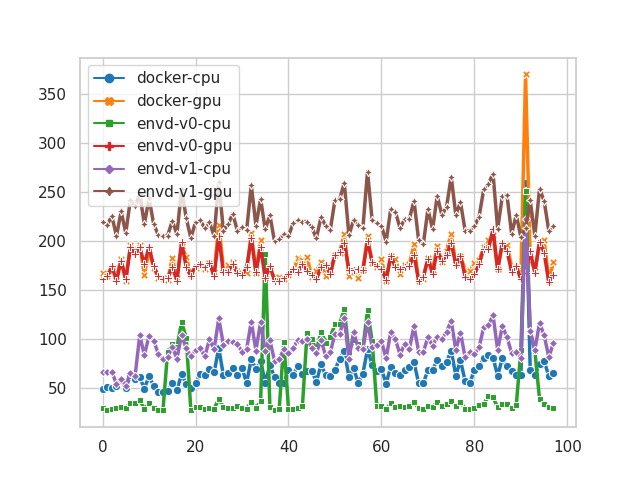 docker-cpu
docker-gpu
envd-v0-cpu
envd-v0-gpu
envd-v1-cpu
envd-v1-gpu
350
300
250
200
150
100
50
0 20 40 60 80 100